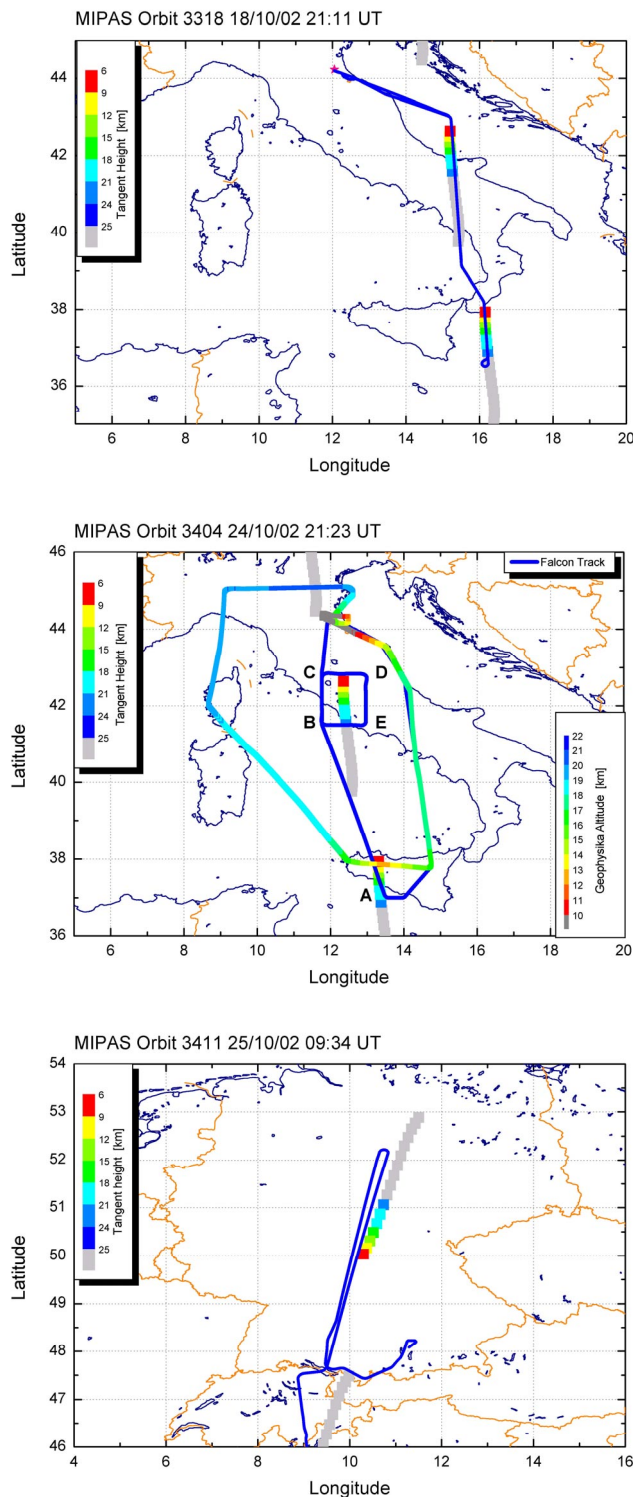 MIPAS Orbit 3318 18/10/02 21:11 UT
44
42
40
38
36
6
9
12
15
18
21
24
25
Tangent Height [km]
Latitude
6 8 10 12 14 16 18 20
Longitude
MIPAS Orbit 3404 24/10/02 21:23 UT
46
44
42
40
38
36
6
9
12
15
18
21
24
25
Tangent Height [km]
Falcon Track
C D
B E
A
22
21
20
19
18
17
16
15
14
13
12
11
10
Geophysika Altitude [km]
Latitude
6 8 10 12 14 16 18 20
Longitude
MIPAS Orbit 3411 25/10/02 09:34 UT
54
53
52
51
50
49
48
47
46
6
9
12
15
18
21
24
25
Tangent height [km]
Latitude
4 6 8 10 12 14 16
Longitude